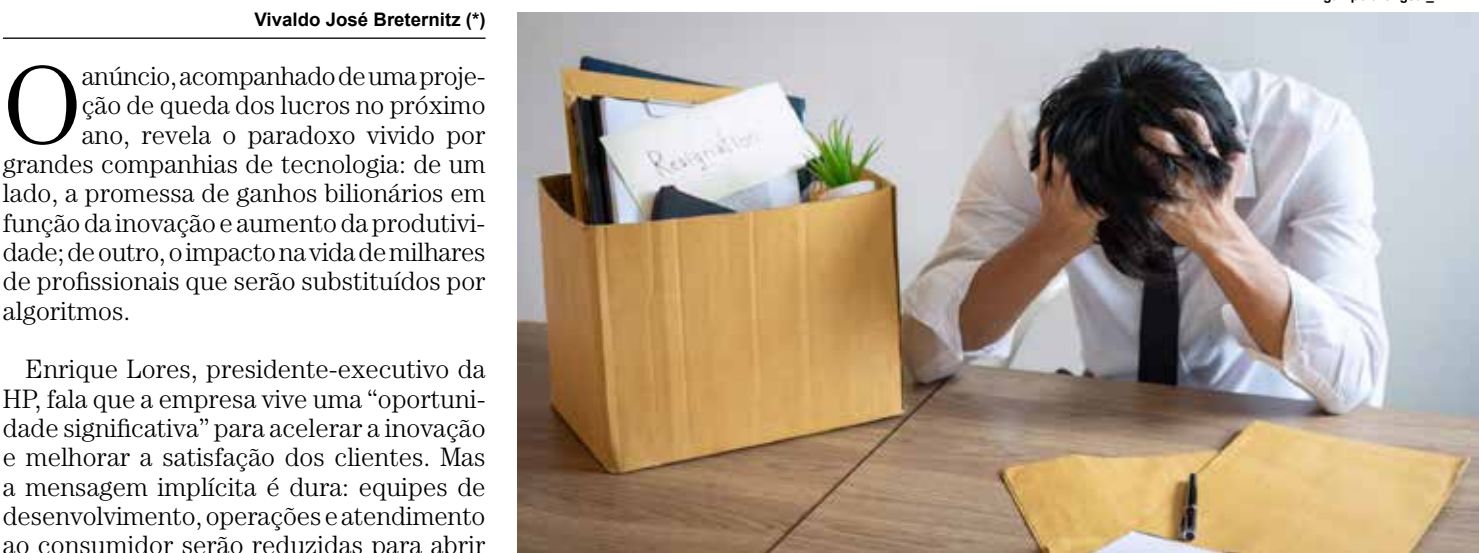 Vivaldo José Breternitz (*)
O anúncio, acompanhado de uma proje-
ção de queda dos lucros no próximo
ano, revela o paradoxo vivido por
grandes companhias de tecnologia: de um
lado, a promessa de ganhos bilionários em
função da inovação e aumento da produtivi-
dade; de outro, o impacto na vida de milhares
de profissionais que serão substituídos por
algoritmos.
Enrique Lores, presidente-executivo da
HP, fala que a empresa vive uma “oportuni-
dade significativa” para acelerar a inovação
e melhorar a satisfação dos clientes. Mas
a mensagem implícita é dura: equipes de
desenvolvimento, operações e atendimento
ao consumidor serão reduzidas para abrir
Resignation